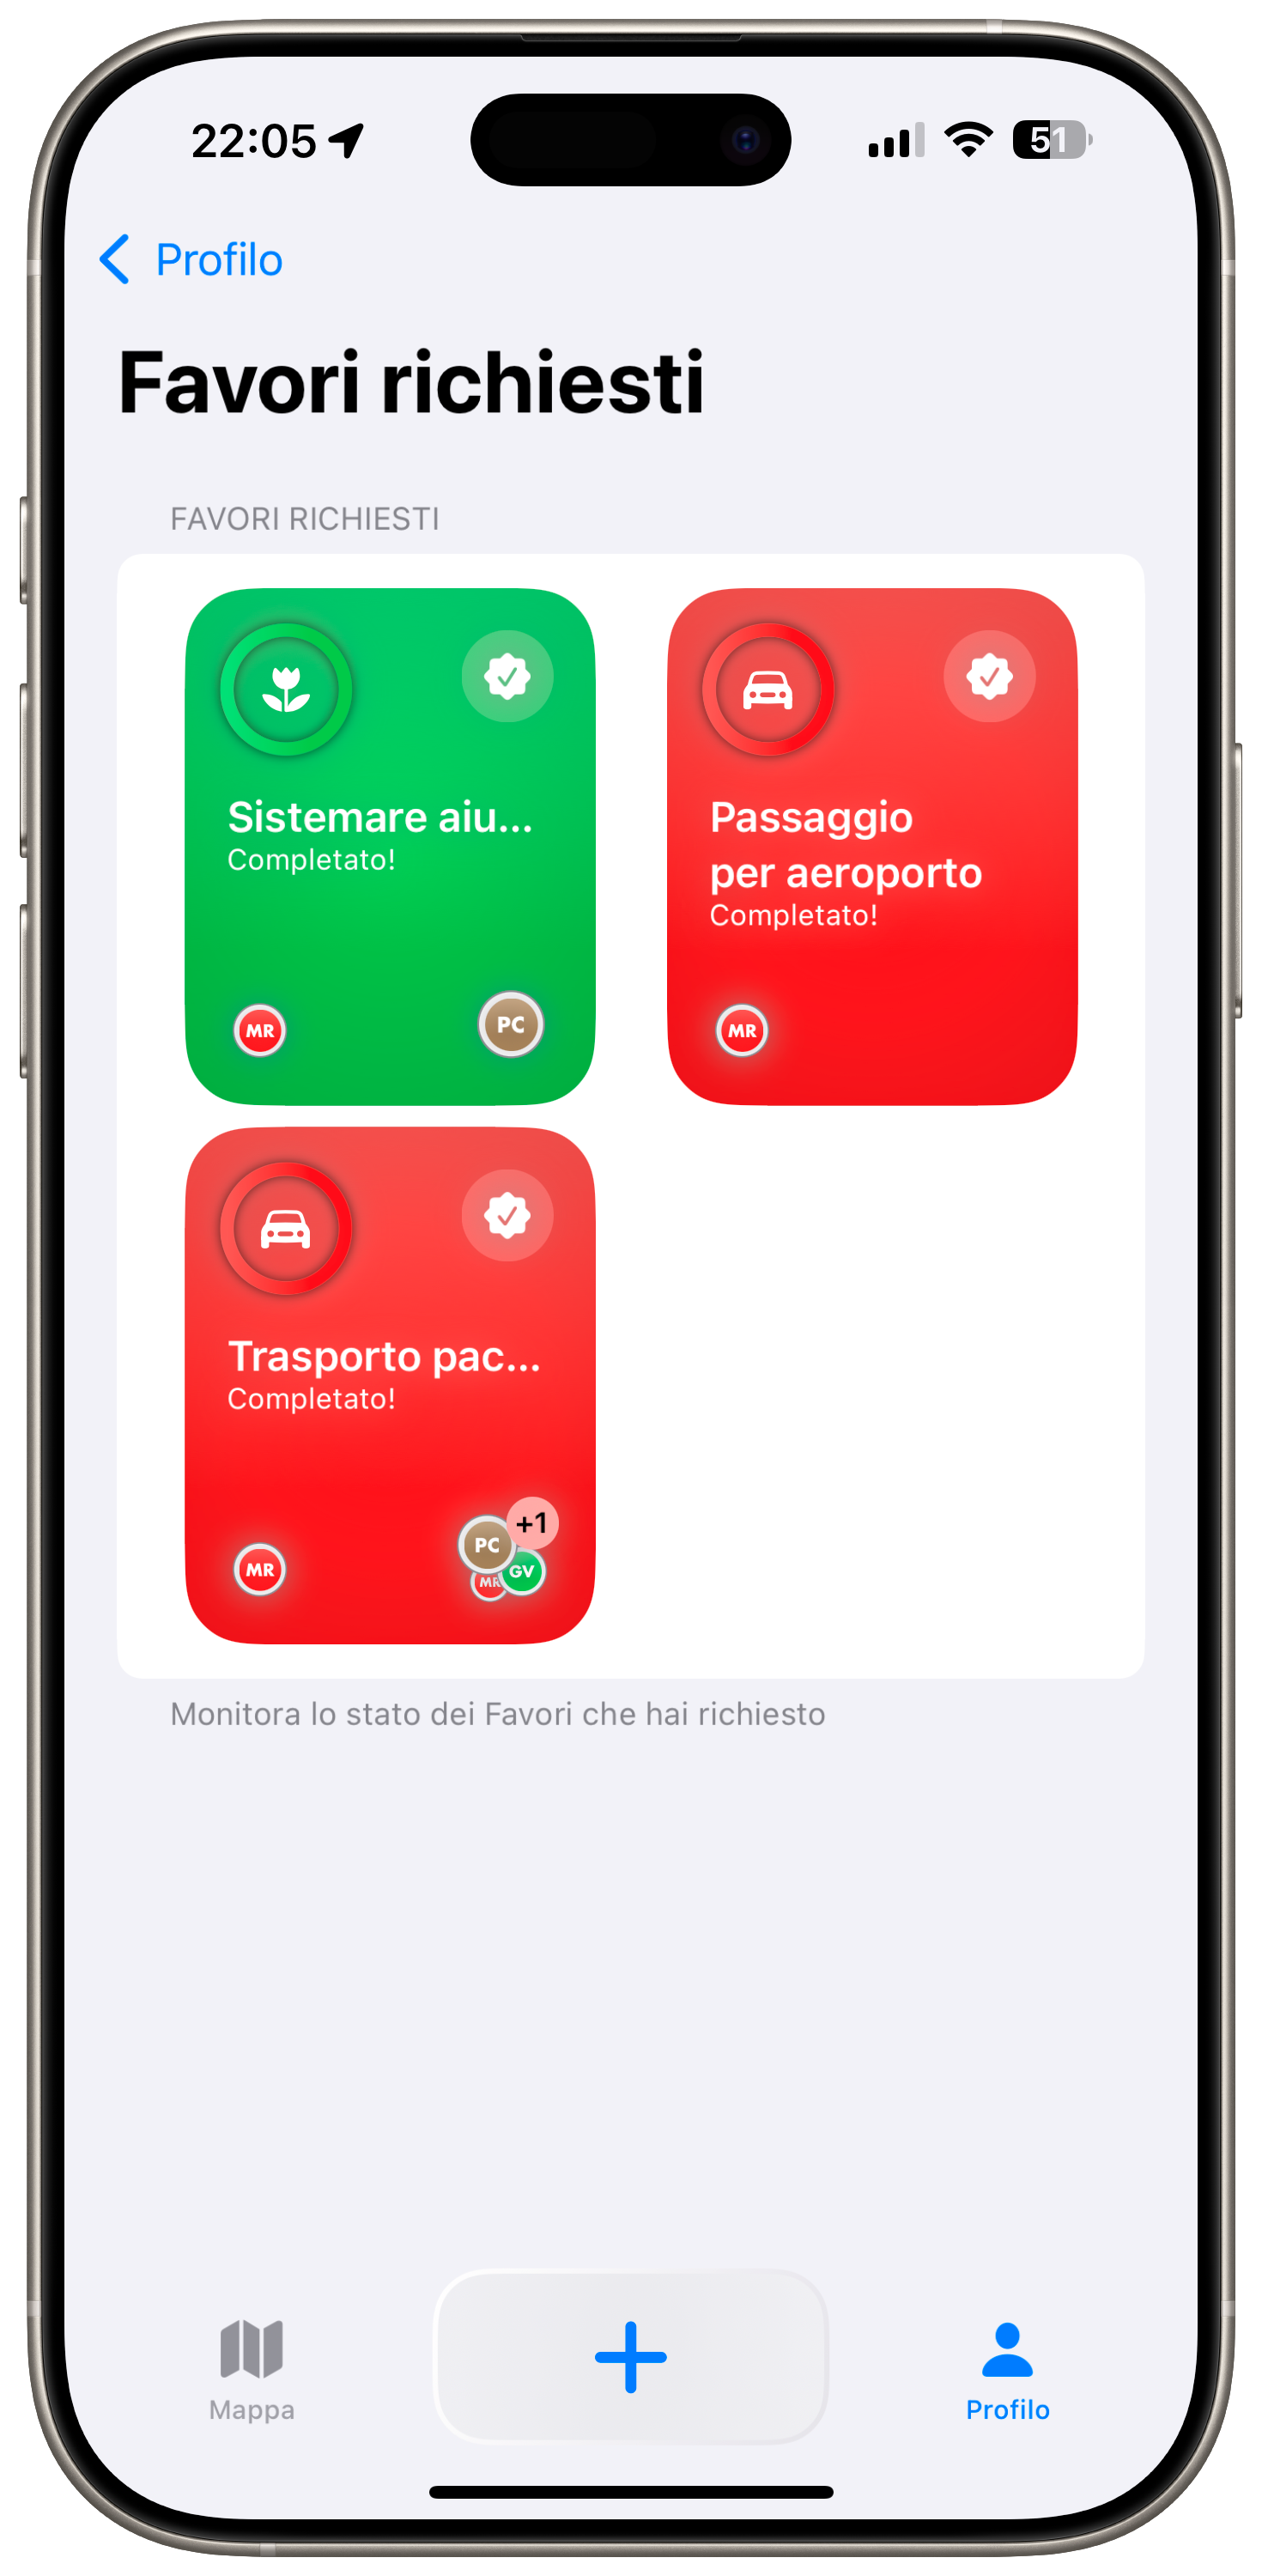 22:05
51
Profilo
Favori richiesti
FAVORI RICHIESTI
Sistemare aiu...
Completato!
MR
PC
Passaggio
per aeroporto
Completato!
MR
Trasporto pac...
Completato!
MR
PC
+1
MR
GV
Monitora lo stato dei Favori che hai richiesto
Mappa
Profilo